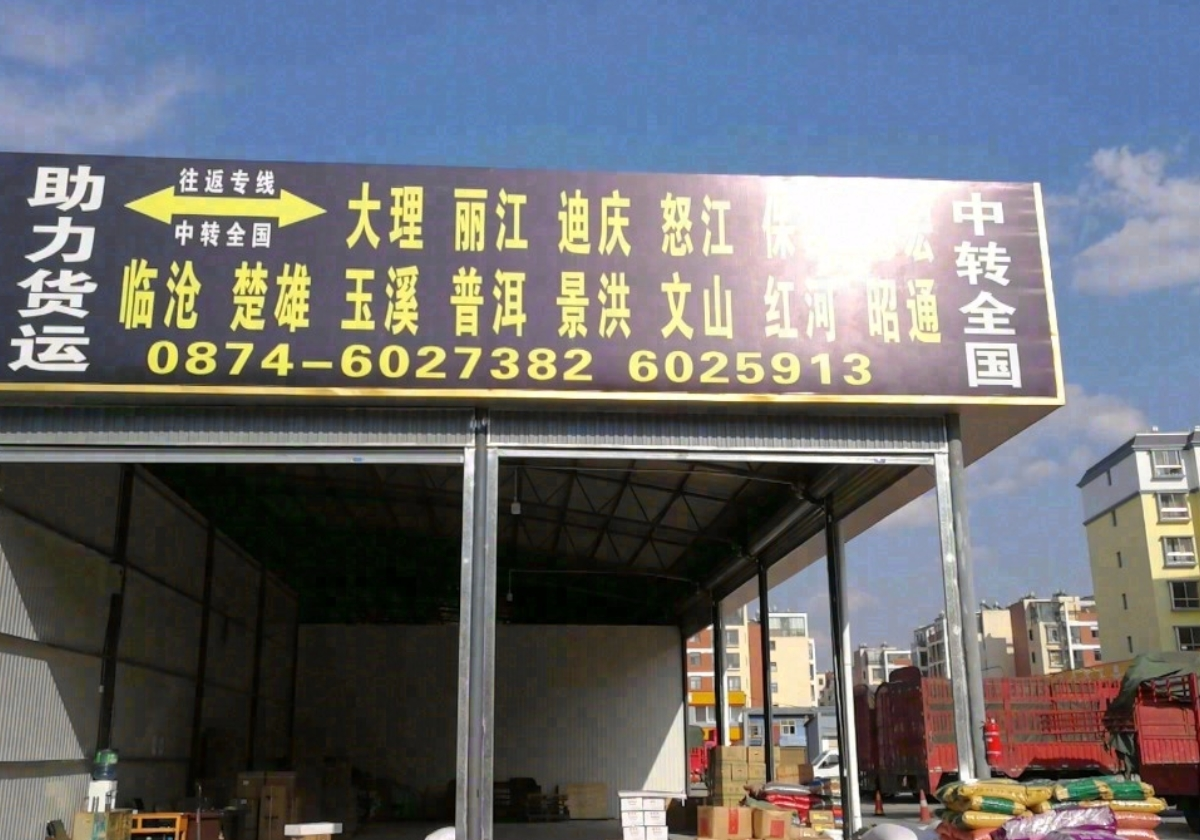 助力货运
往返专线
中转全国
大理 丽江 迪庆 怒江 保
临沧 楚雄 玉溪 普洱 景洪 文山 红河 昭通
0874-6027382 6025913
中转全国